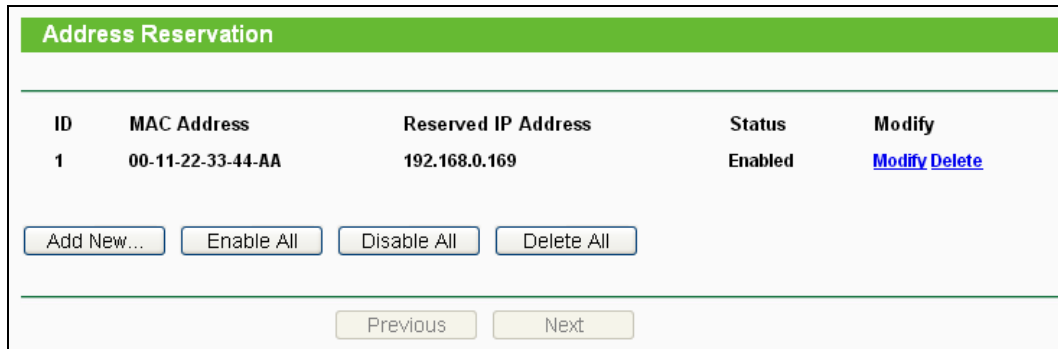 Address Reservation
ID MAC Address Reserved IP Address Status Modify
1 00-11-22-33-44-AA 192.168.0.169 Enabled Modify Delete
Add New... Enable All Disable All Delete All
Previous Next